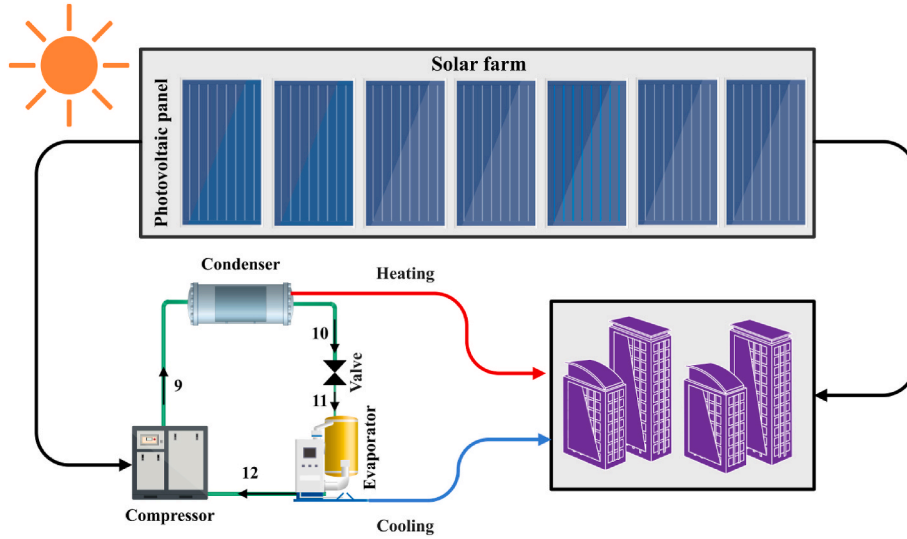 Solar farm
Photovoltaic panel
Condenser
Heating
10
Valve
9
11
Evaporator
12
Compressor
Cooling